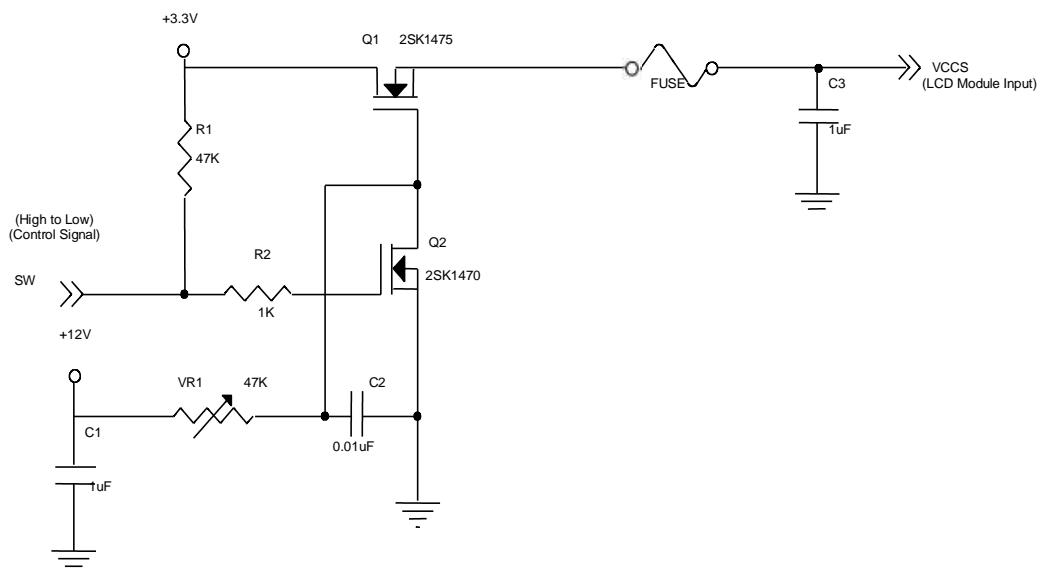 +3.3V
Q1
2SK1475
FUSE
VCCS
(LCD Module Input)
C3
1uF
R1
47K
(High to Low)
(Control Signal)
SW
R2
1K
Q2
2SK1470
+12V
VR1
47K
C2
0.01uF
C1
1uF